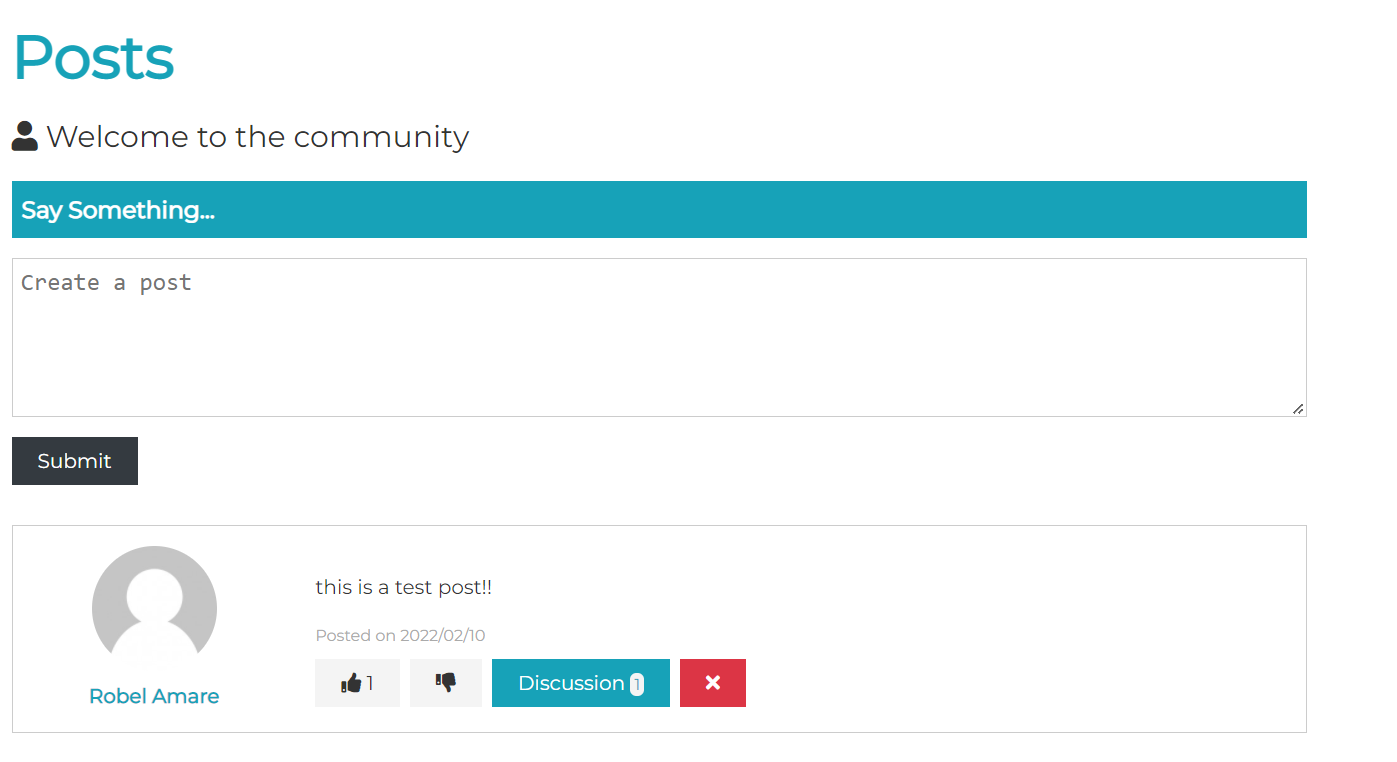 Posts
Welcome to the community
Say Something...
Create a post
Submit
this is a test post!!
Posted on 2022/02/10
1
Discussion 1
Robel Amare